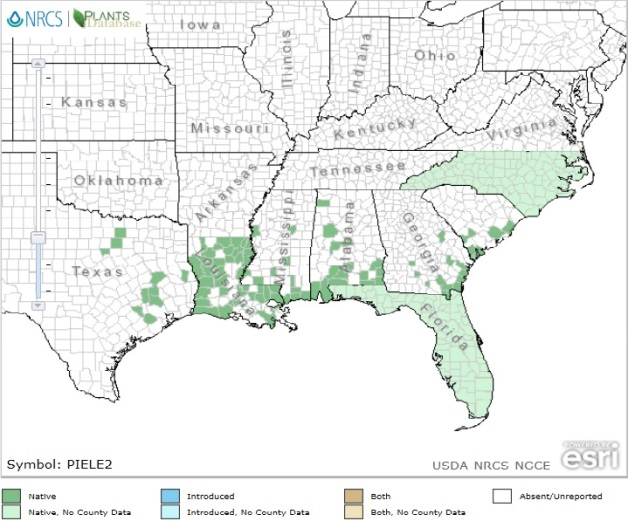 NRCS | PLANTS Database
Iowa
Illinois
Indiana
Ohio
Kansas
Missouri
Kentucky
Virginia
Tennessee
Oklahoma
Arkansas
Mississippi
Alabama
Georgia
Texas
Louisiana
Florida
Symbol: PIELE2
USDA NRCS NGCE
POWERED BY
esri
Native
Introduced
Both
Absent/Unreported
Native, No County Data
Introduced, No County Data
Both, No County Data